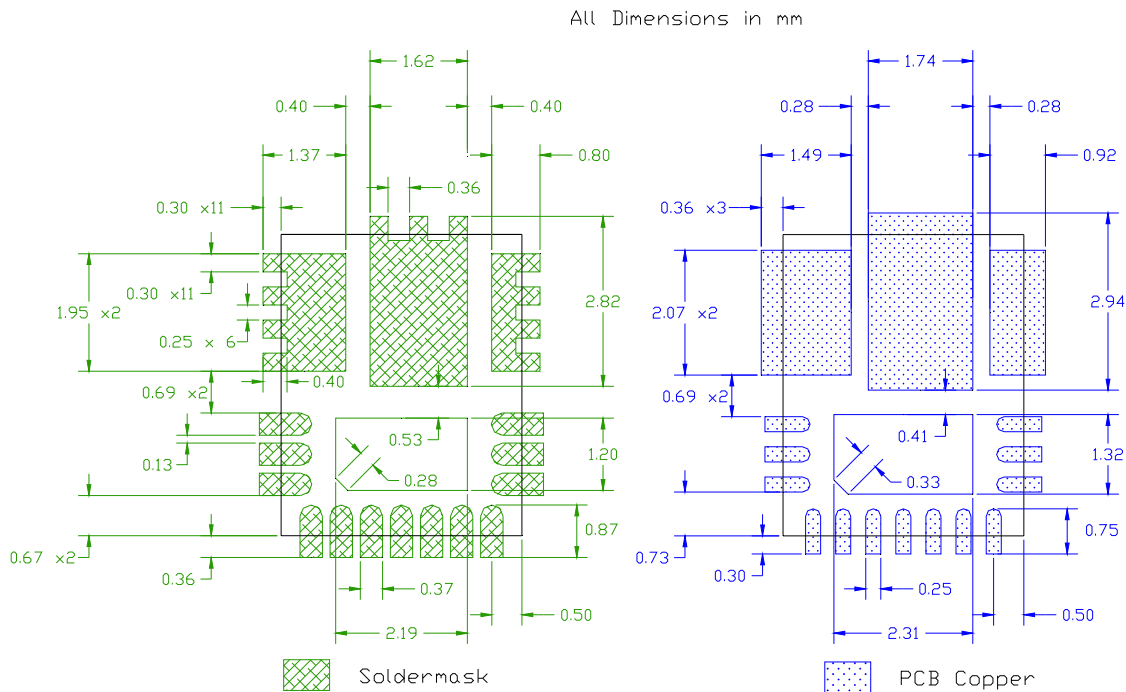 All Dimensions in mm
1.62
1.74
0.40
0.40
0.28
0.28
1.37
0.80
1.49
0.92
0.36
0.30 x11
0.36 x3
0.30 x11
1.95 x2
2.82
2.07 x2
2.94
0.25 x 6
0.69 x2
0.40
0.69 x2
0.53
0.41
0.13
1.20
1.32
0.28
0.33
0.87
0.75
0.67 x2
0.73
0.36
0.30
0.37
0.25
0.50
0.50
2.19
2.31
Soldermask
PCB Copper